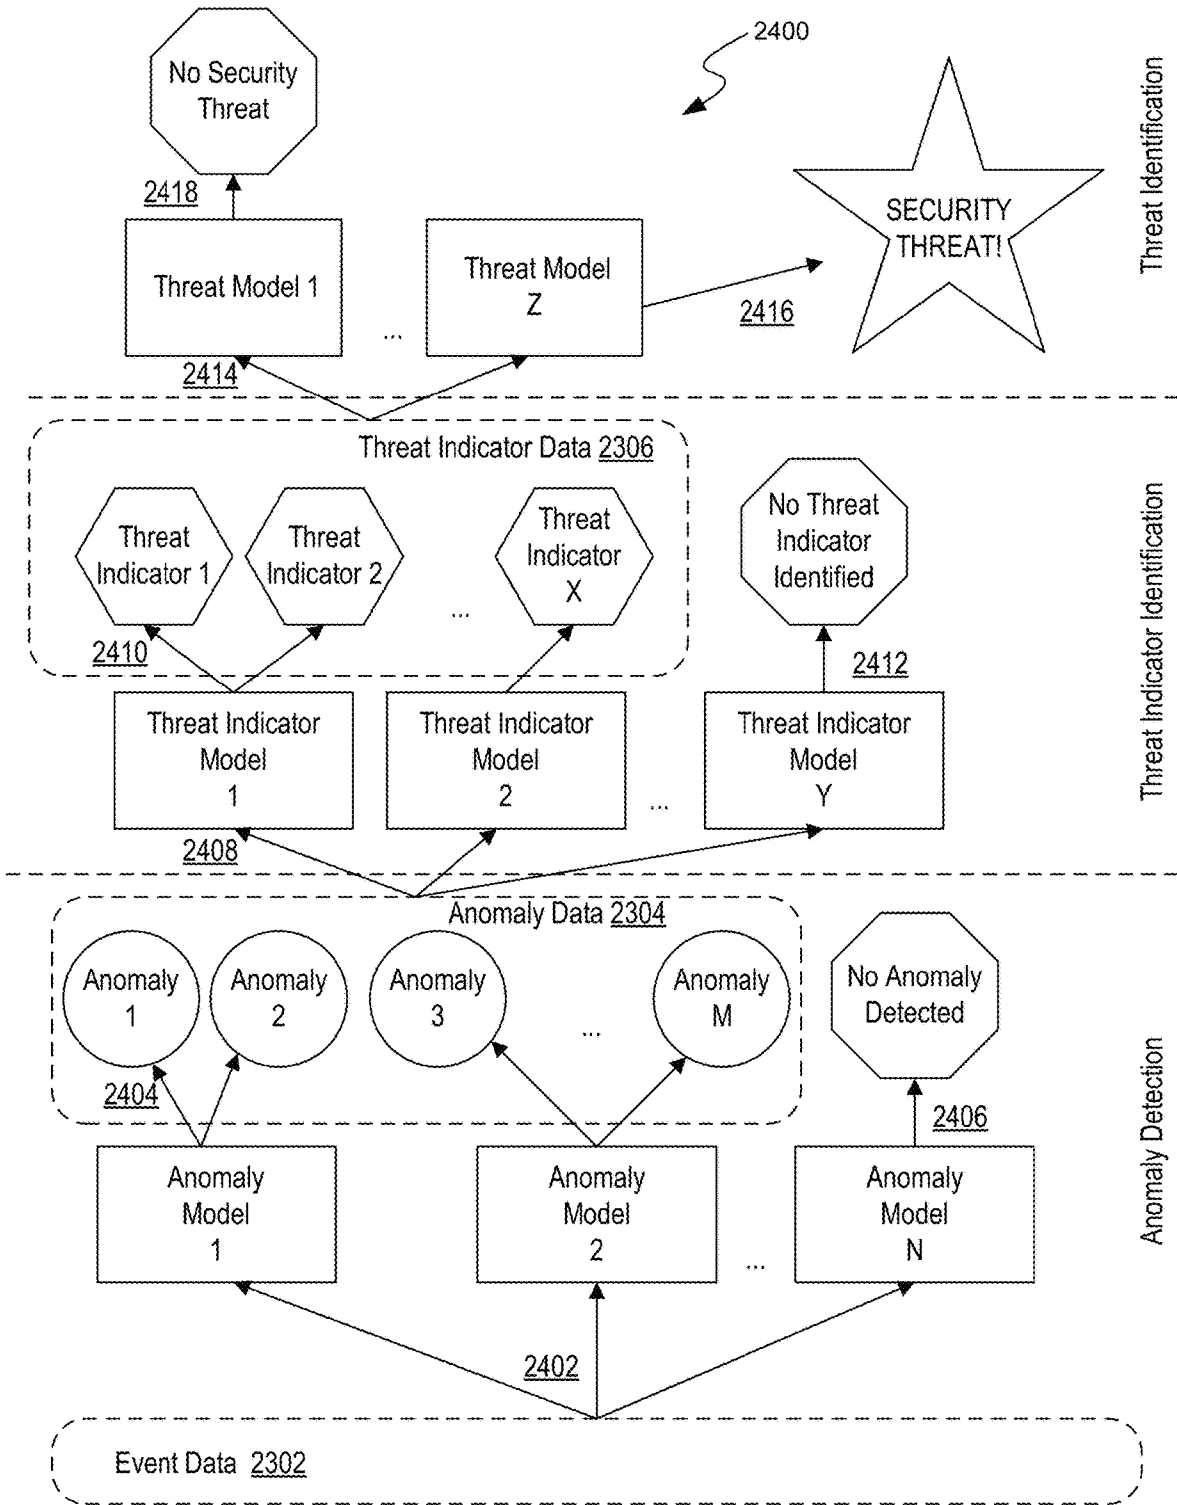 2400
No Security
Threat
2418
Threat Model 1
...
Threat Model
Z
2416
SECURITY
THREAT!
Threat Identification
2414
Threat Indicator Data 2306
Threat
Indicator 1
Threat
Indicator 2
...
Threat
Indicator
X
No Threat
Indicator
Identified
2410
2412
Threat Indicator
Model
1
Threat Indicator
Model
2
...
Threat Indicator
Model
Y
Threat Indicator Identification
2408
Anomaly Data 2304
Anomaly
1
Anomaly
2
Anomaly
3
...
Anomaly
M
No Anomaly
Detected
2404
2406
Anomaly
Model
1
Anomaly
Model
2
...
Anomaly
Model
N
Anomaly Detection
2402
Event Data 2302